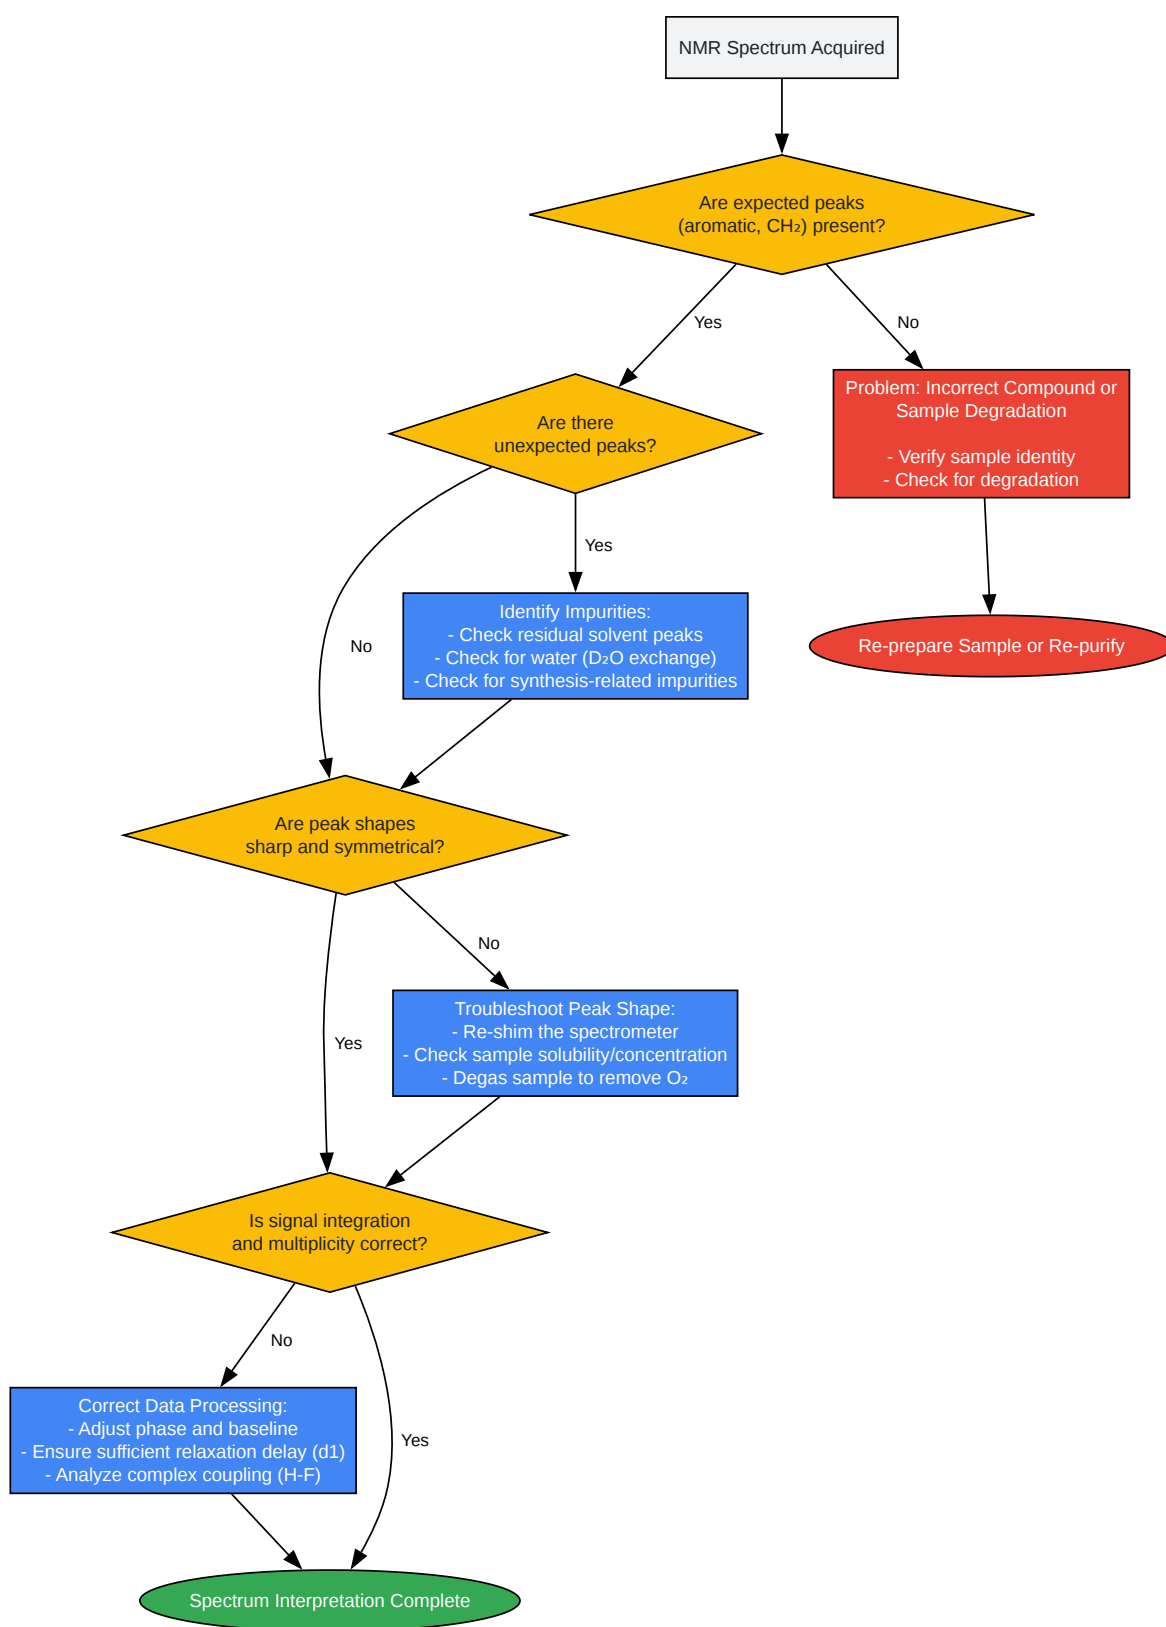 NMR Spectrum Acquired
Are expected peaks
(aromatic, CH₂) present?
Yes
No
Are there
unexpected peaks?
Problem: Incorrect Compound or
Sample Degradation
- Verify sample identity
- Check for degradation
Yes
No
Identify Impurities:
- Check residual solvent peaks
- Check for water (D₂O exchange)
- Check for synthesis-related impurities
Re-prepare Sample or Re-purify
Are peak shapes
sharp and symmetrical?
No
Yes
Troubleshoot Peak Shape:
- Re-shim the spectrometer
- Check sample solubility/concentration
- Degas sample to remove O₂
Is signal integration
and multiplicity correct?
No
Yes
Correct Data Processing:
- Adjust phase and baseline
- Ensure sufficient relaxation delay (d1)
- Analyze complex coupling (H-F)
Spectrum Interpretation Complete